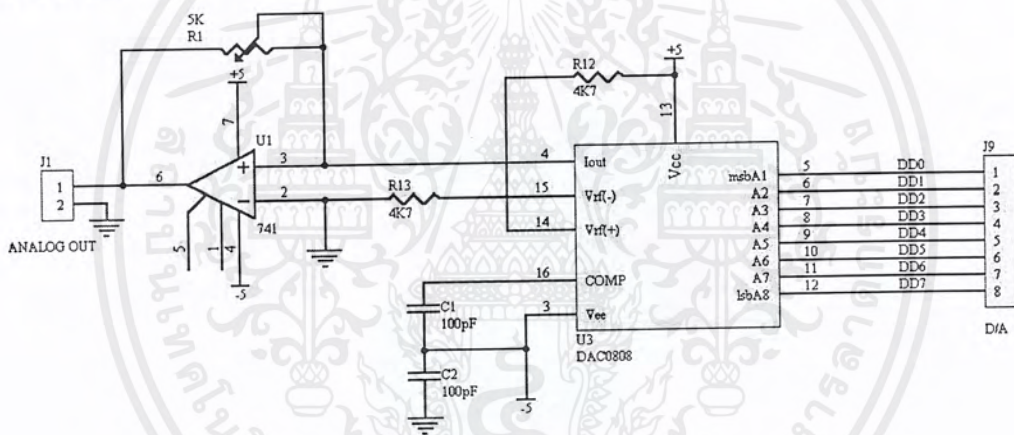 5K
R1
+5
7
U1
J1
1
2
6
+
3
-
2
741
5
1
4
-5
ANALOG OUT
R13
4K7
R12
4K7
+5
13
4
Iout
Vcc
15
Vrf(-)
14
Vrf(+)
16
COMP
3
Vee
U3
DAC0808
C1
100pF
C2
100pF
-5
msbA1
5
DD0
A2
6
DD1
A3
7
DD2
A4
8
DD3
A5
9
DD4
A6
10
DD5
A7
11
DD6
lsbA8
12
DD7
J9
1
2
3
4
5
6
7
8
D/A